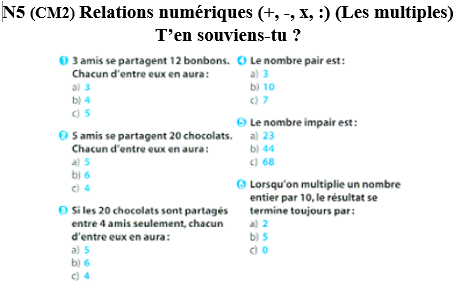 N5 (CM2) Relations numériques (+, -, x, :) (Les multiples)
T'en souviens-tu ?
1 3 amis se partagent 12 bonbons.
Chacun d'entre eux en aura :
a) 3
b) 4
c) 5
2 5 amis se partagent 20 chocolats.
Chacun d'entre eux en aura :
a) 5
b) 6
c) 4
3 Si les 20 chocolats sont partagés
entre 4 amis seulement, chacun
d'entre eux en aura :
a) 5
b) 6
c) 4
4 Le nombre pair est :
a) 3
b) 10
c) 7
5 Le nombre impair est :
a) 23
b) 44
c) 68
6 Lorsqu'on multiplie un nombre
entier par 10, le résultat se
termine toujours par :
a) 2
b) 5
c) 0